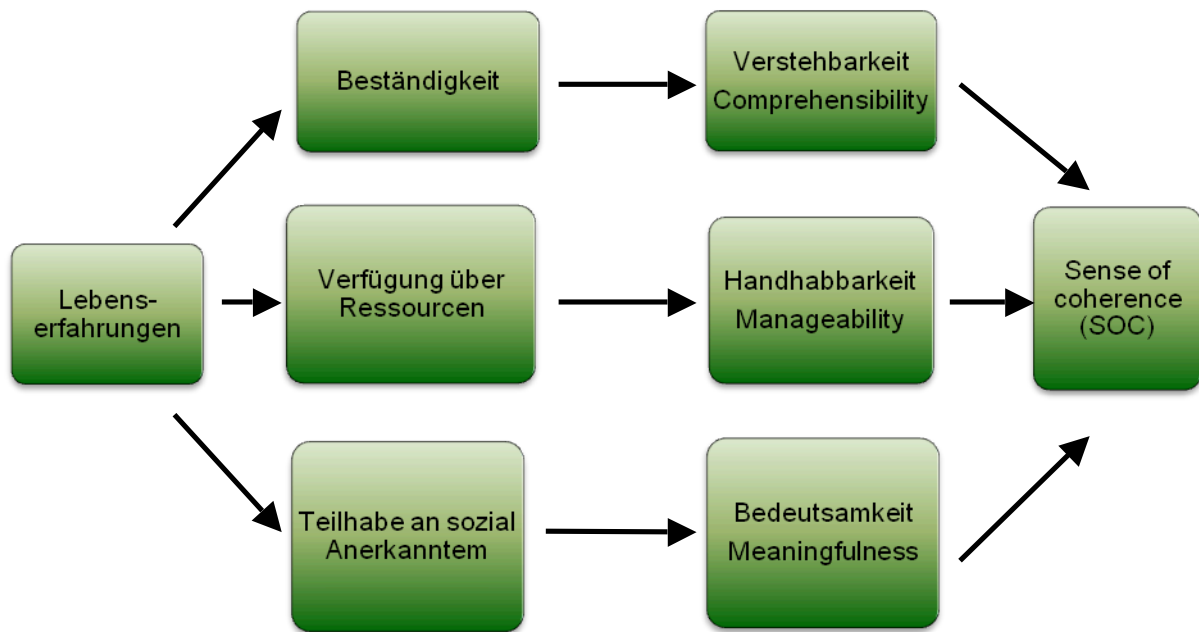 Beständigkeit
Verstehbarkeit
Comprehensibility
Lebens-
erfahrungen
Verfügung über
Ressourcen
Handhabbarkeit
Manageability
Sense of
coherence
(SOC)
Teilhabe an sozial
Anerkanntem
Bedeutsamkeit
Meaningfulness